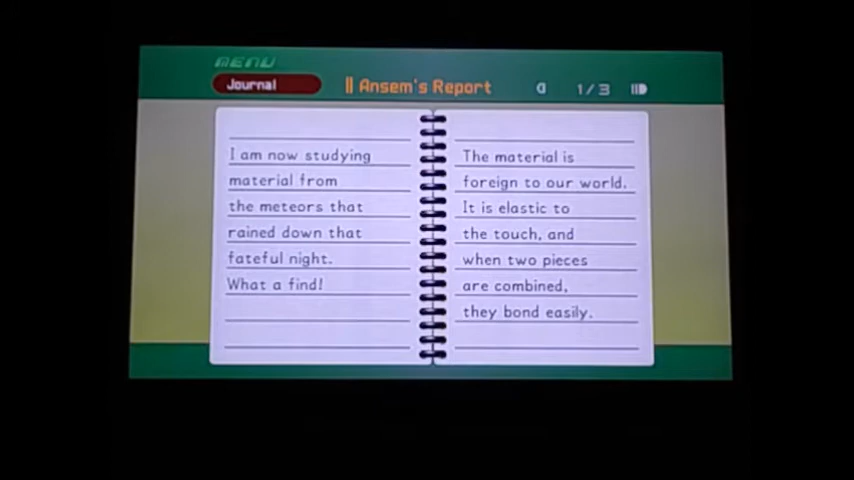 MENU
Journal
Ansem's Report
1/3
I am now studying
material from
the meteors that
rained down that
fateful night.
What a find!
The material is
foreign to our world.
It is elastic to
the touch, and
when two pieces
are combined,
they bond easily.